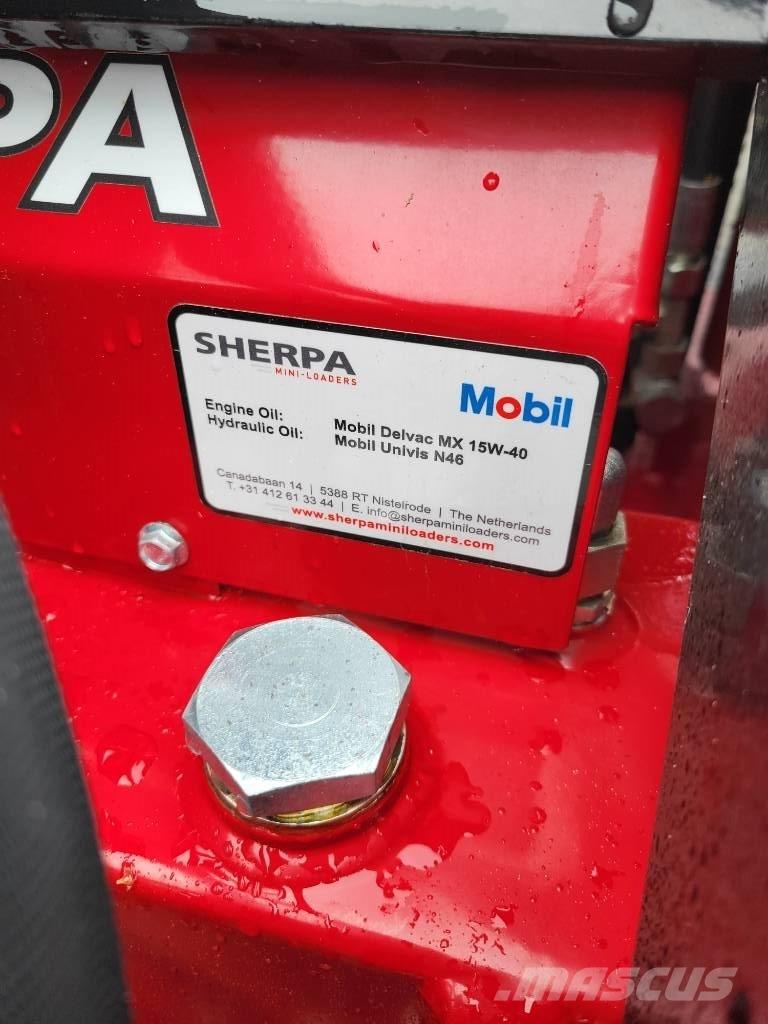 PA
SHERPA
MINI-LOADERS
Mobil
Engine Oil: Mobil Delvac MX 15W-40
Hydraulic Oil: Mobil Univis N46
Canadabaan 14 | 5388 RT Nistelrode | The Netherlands
T. +31 412 61 33 44 | E. info@sherpaminiloaders.com
www.sherpaminiloaders.com
MASCUS